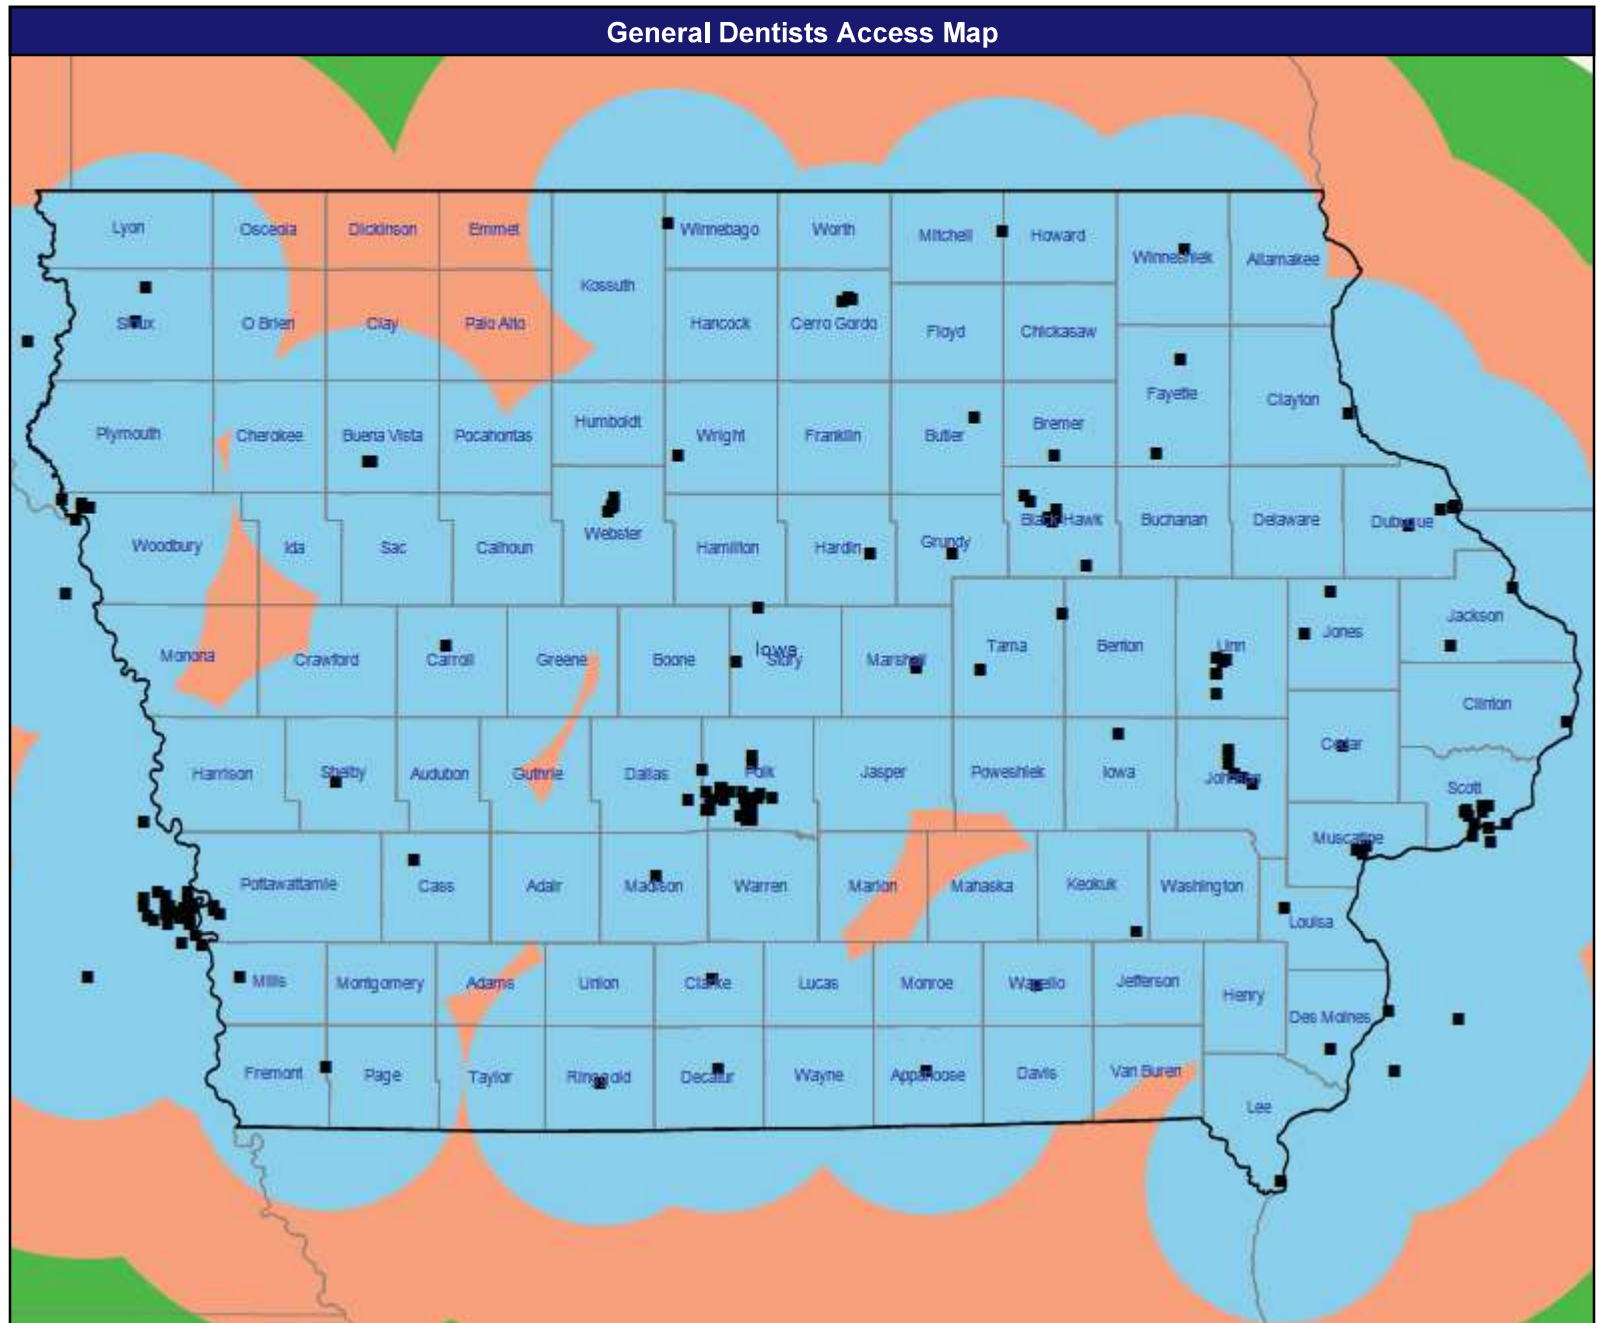 General Dentists Access Map
Lyon
Osceola
Dickinson
Emmet
Kossuth
Winnebago
Worth
Mitchell
Howard
Winneshiek
Allamakee
Sioux
O Brien
Clay
Palo Alto
Hancock
Cerro Gordo
Floyd
Chickasaw
Fayette
Clayton
Plymouth
Cherokee
Buena Vista
Pocahontas
Humboldt
Wright
Franklin
Butler
Bremer
Woodbury
Ida
Sac
Calhoun
Webster
Hamilton
Hardin
Grundy
Black Hawk
Buchanan
Delaware
Dubuque
Monona
Crawford
Carroll
Greene
Boone
Iowa
Story
Marshall
Tama
Benton
Linn
Jones
Jackson
Clinton
Harrison
Shelby
Audubon
Guthrie
Dallas
Polk
Jasper
Poweshiek
Iowa
Johnson
Cedar
Scott
Muscatine
Pottawattamie
Cass
Adair
Madison
Warren
Marion
Mahaska
Keokuk
Washington
Louisa
Mills
Montgomery
Adams
Union
Clarke
Lucas
Monroe
Wapello
Jefferson
Henry
Des Moines
Fremont
Page
Taylor
Ringgold
Decatur
Wayne
Appanoose
Davis
Van Buren
Lee